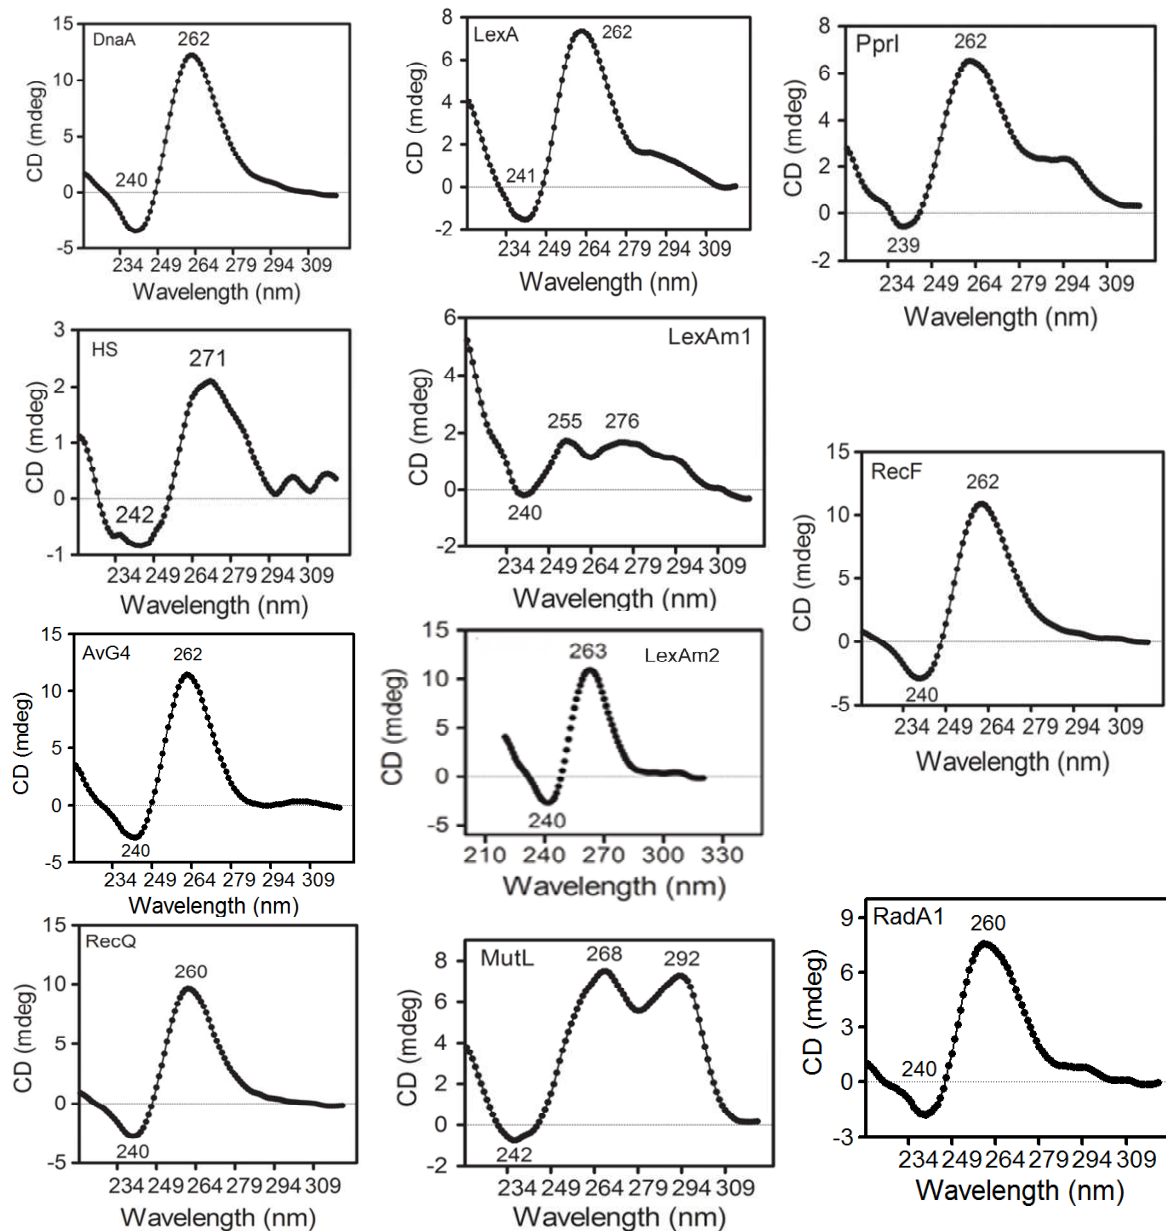 DnaA
262
240
CD (mdeg)
15
10
5
0
-5
234 249 264 279 294 309
Wavelength (nm)
LexA
262
241
CD (mdeg)
8
6
4
2
0
-2
234 249 264 279 294 309
Wavelength (nm)
PprI
262
239
CD (mdeg)
8
6
4
2
0
-2
234 249 264 279 294 309
Wavelength (nm)
HS
271
242
CD (mdeg)
3
2
1
0
-1
234 249 264 279 294 309
Wavelength (nm)
LexAm1
255 276
240
CD (mdeg)
6
4
2
0
-2
234 249 264 279 294 309
Wavelength (nm)
RecF
262
240
CD (mdeg)
15
10
5
0
-5
234 249 264 279 294 309
Wavelength (nm)
AvG4
262
240
CD (mdeg)
15
10
5
0
-5
234 249 264 279 294 309
Wavelength (nm)
LexAm2
263
240
CD (mdeg)
15
10
5
0
-5
210 240 270 300 330
Wavelength (nm)
RecQ
260
240
CD (mdeg)
15
10
5
0
-5
234 249 264 279 294 309
Wavelength (nm)
MutL
268 292
242
CD (mdeg)
8
6
4
2
0
-2
234 249 264 279 294 309
Wavelength (nm)
RadA1
260
240
CD (mdeg)
9
6
3
0
-3
234 249 264 279 294 309
Wavelength (nm)